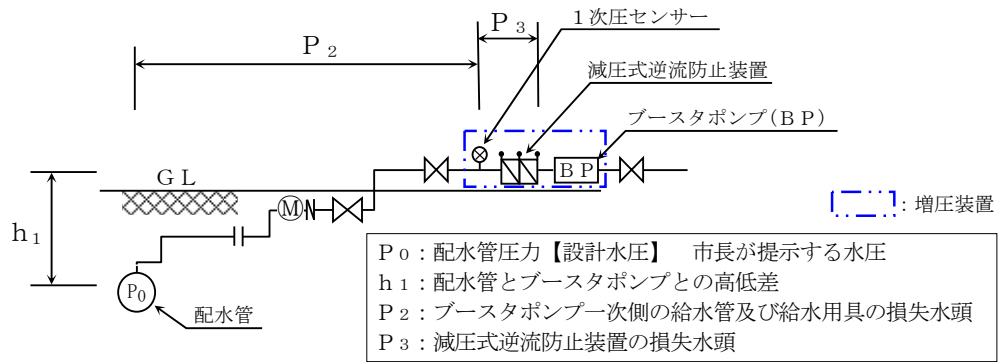 Ｐ₃
１次圧センサー
Ｐ₂
減圧式逆流防止装置
ブースタポンプ(ＢＰ)
ＧＬ
ＢＰ
Ⓜ
ｈ₁
：増圧装置
P₀
配水管
Ｐ₀：配水管圧力【設計水圧】　市長が提示する水圧
ｈ₁：配水管とブースタポンプとの高低差
Ｐ₂：ブースタポンプ一次側の給水管及び給水用具の損失水頭
Ｐ₃：減圧式逆流防止装置の損失水頭